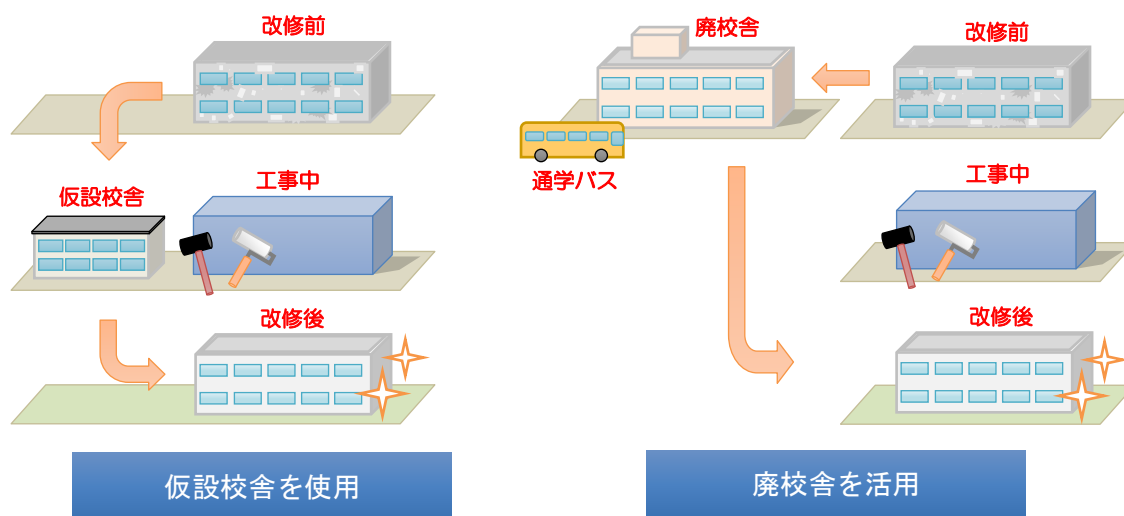 改修前
仮設校舎
工事中
改修後
仮設校舎を使用
廃校舎
改修前
通学バス
工事中
改修後
廃校舎を活用